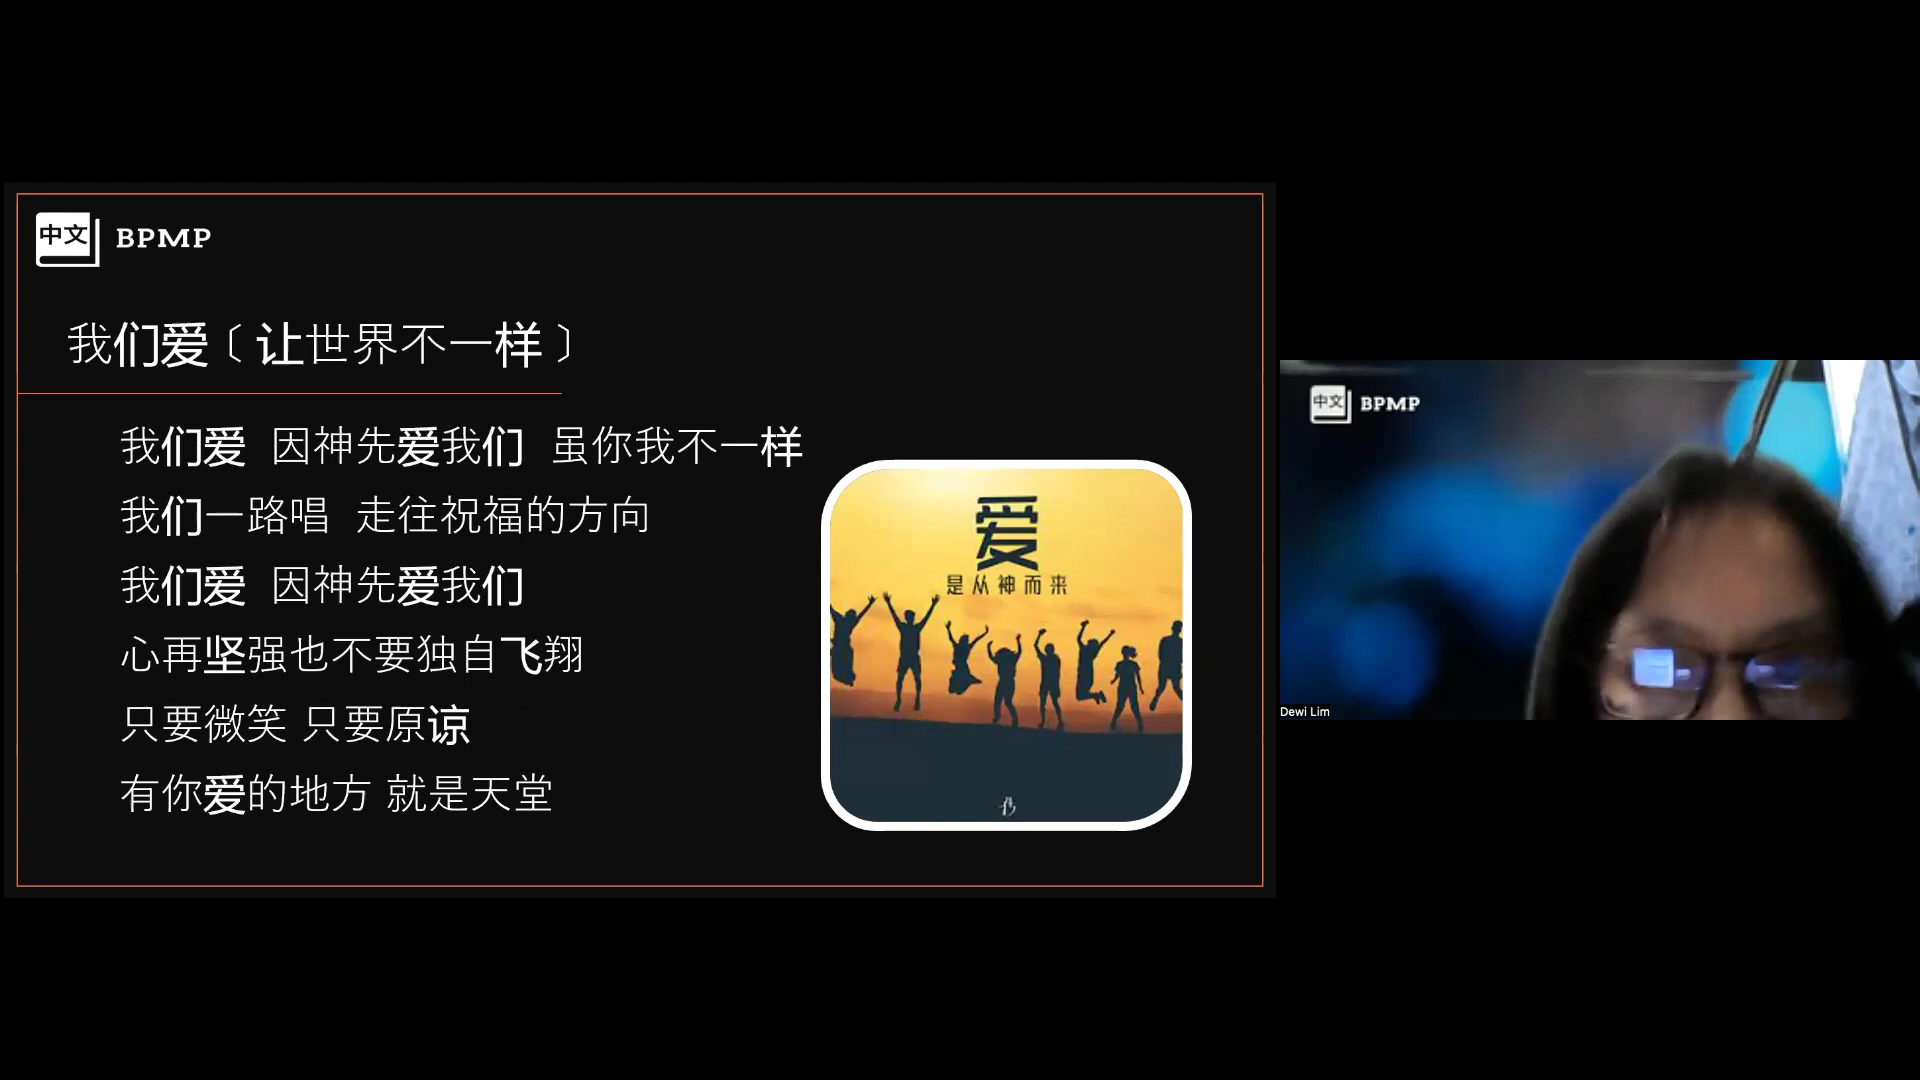 中文 BPMP
我们爱﹝让世界不一样﹞
我们爱 因神先爱我们 虽你我不一样
我们一路唱 走往祝福的方向
我们爱 因神先爱我们
心再坚强也不要独自飞翔
只要微笑 只要原谅
有你爱的地方 就是天堂
爱
是从神而来
中文 BPMP
Dewi Lim